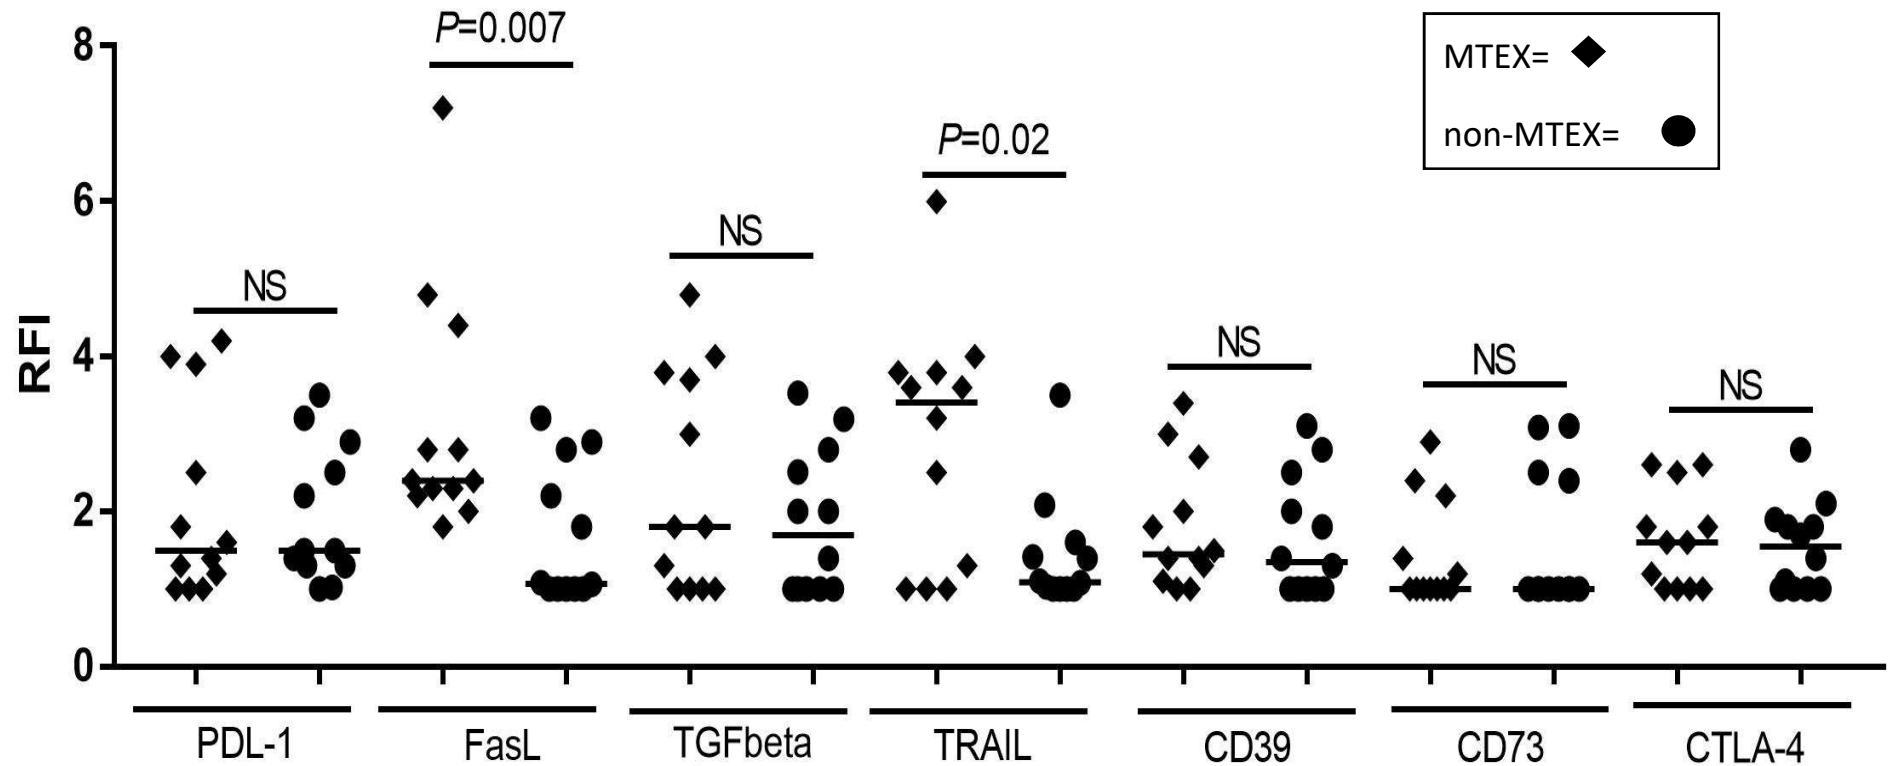 P=0.007
MTEX=
non-MTEX=
P=0.02
NS
NS
NS
NS
NS
RFI
8
6
4
2
0
PDL-1
FasL
TGFbeta
TRAIL
CD39
CD73
CTLA-4